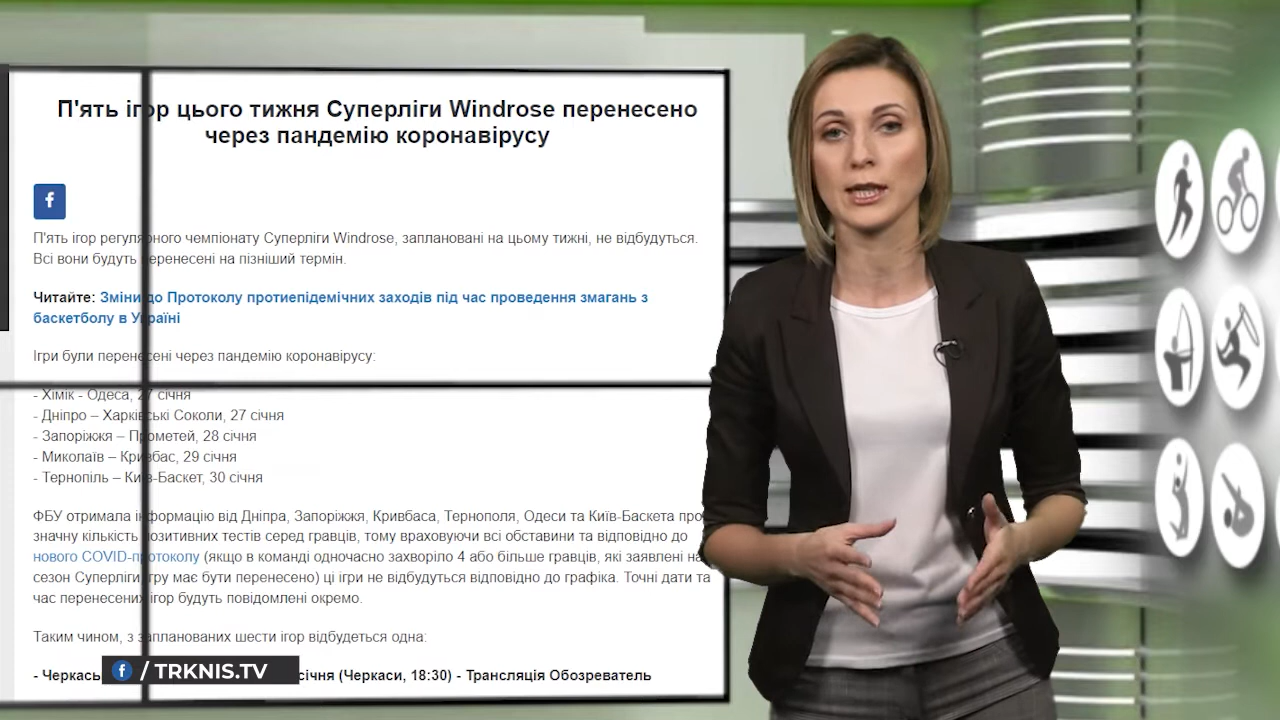 П'ять ігор цього тижня Суперліги Windrose перенесено
через пандемію коронавірусу
f
П'ять ігор регулярного чемпіонату Суперліги Windrose, заплановані на цьому тижні, не відбудуться.
Всі вони будуть перенесені на пізніший термін.
Читайте: Зміни до Протоколу протиепідемічних заходів під час проведення змагань з
баскетболу в Україні
Ігри були перенесені через пандемію коронавірусу:
- Хімік - Одеса, 27 січня
- Дніпро – Харківські Соколи, 27 січня
- Запоріжжя – Прометей, 28 січня
- Миколаїв – Кривбас, 29 січня
- Тернопіль – Київ-Баскет, 30 січня
ФБУ отримала інформацію від Дніпра, Запоріжжя, Кривбаса, Тернополя, Одеси та Київ-Баскета про
значну кількість позитивних тестів серед гравців, тому враховуючи всі обставини та відповідно до
нового COVID-протоколу (якщо в команді одночасно захворіло 4 або більше гравців, які заявлені на
сезон Суперліги гру має бути перенесено) ці ігри не відбудуться відповідно до графіка. Точні дати та
час перенесених ігор будуть повідомлені окремо.
Таким чином, з запланованих шести ігор відбудеться одна:
- Черкась січня (Черкаси, 18:30) - Трансляція Обозреватель
f / TRKNIS.TV